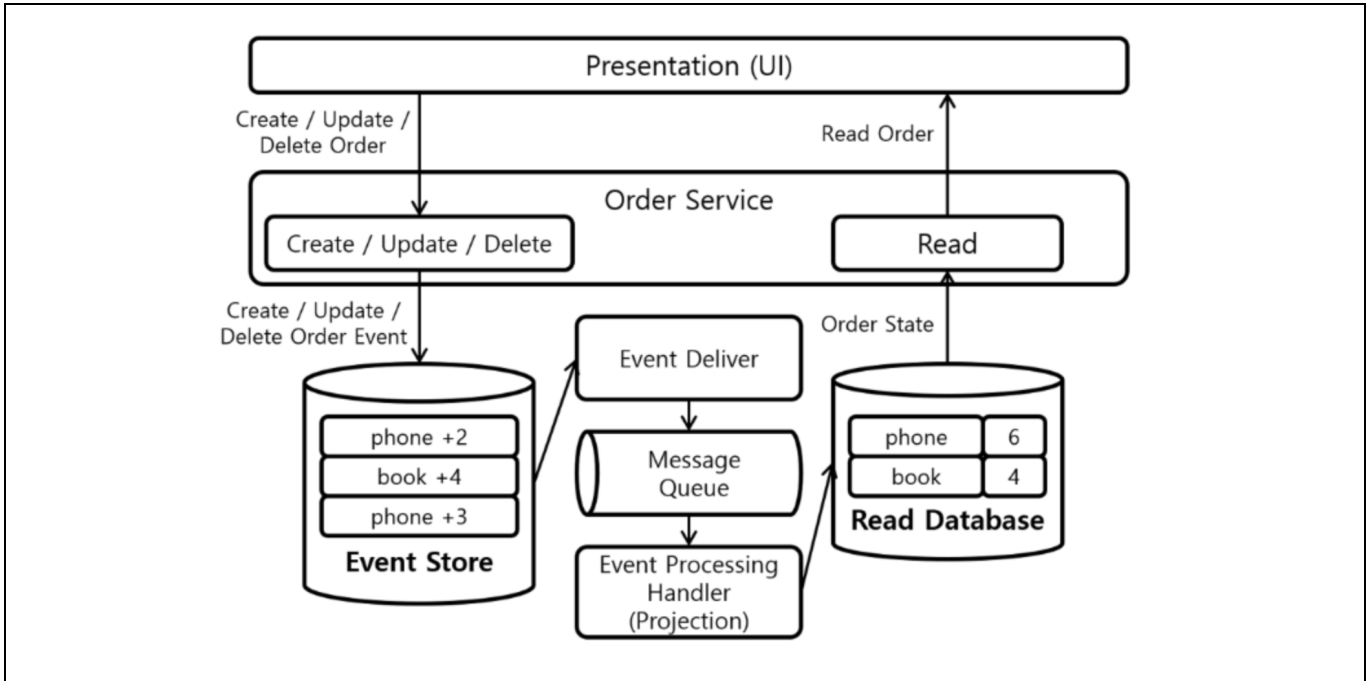 Presentation (UI)
Create / Update /
Delete Order
Read Order
Order Service
Create / Update / Delete
Read
Create / Update /
Delete Order Event
Order State
Event Deliver
phone +2
book +4
phone +3
Event Store
Message
Queue
Event Processing
Handler
(Projection)
phone 6
book 4
Read Database